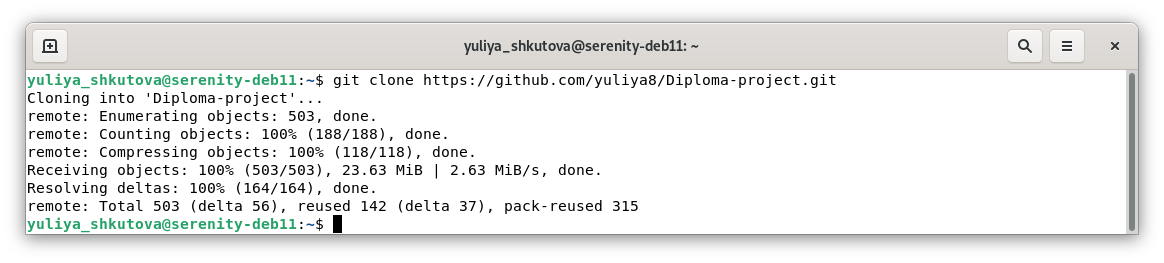 yuliya_shkutova@serenity-deb11: ~
yuliya_shkutova@serenity-deb11:~$ git clone https://github.com/yuliya8/Diploma-project.git
Cloning into 'Diploma-project'...
remote: Enumerating objects: 503, done.
remote: Counting objects: 100% (188/188), done.
remote: Compressing objects: 100% (118/118), done.
Receiving objects: 100% (503/503), 23.63 MiB | 2.63 MiB/s, done.
Resolving deltas: 100% (164/164), done.
remote: Total 503 (delta 56), reused 142 (delta 37), pack-reused 315
yuliya_shkutova@serenity-deb11:~$